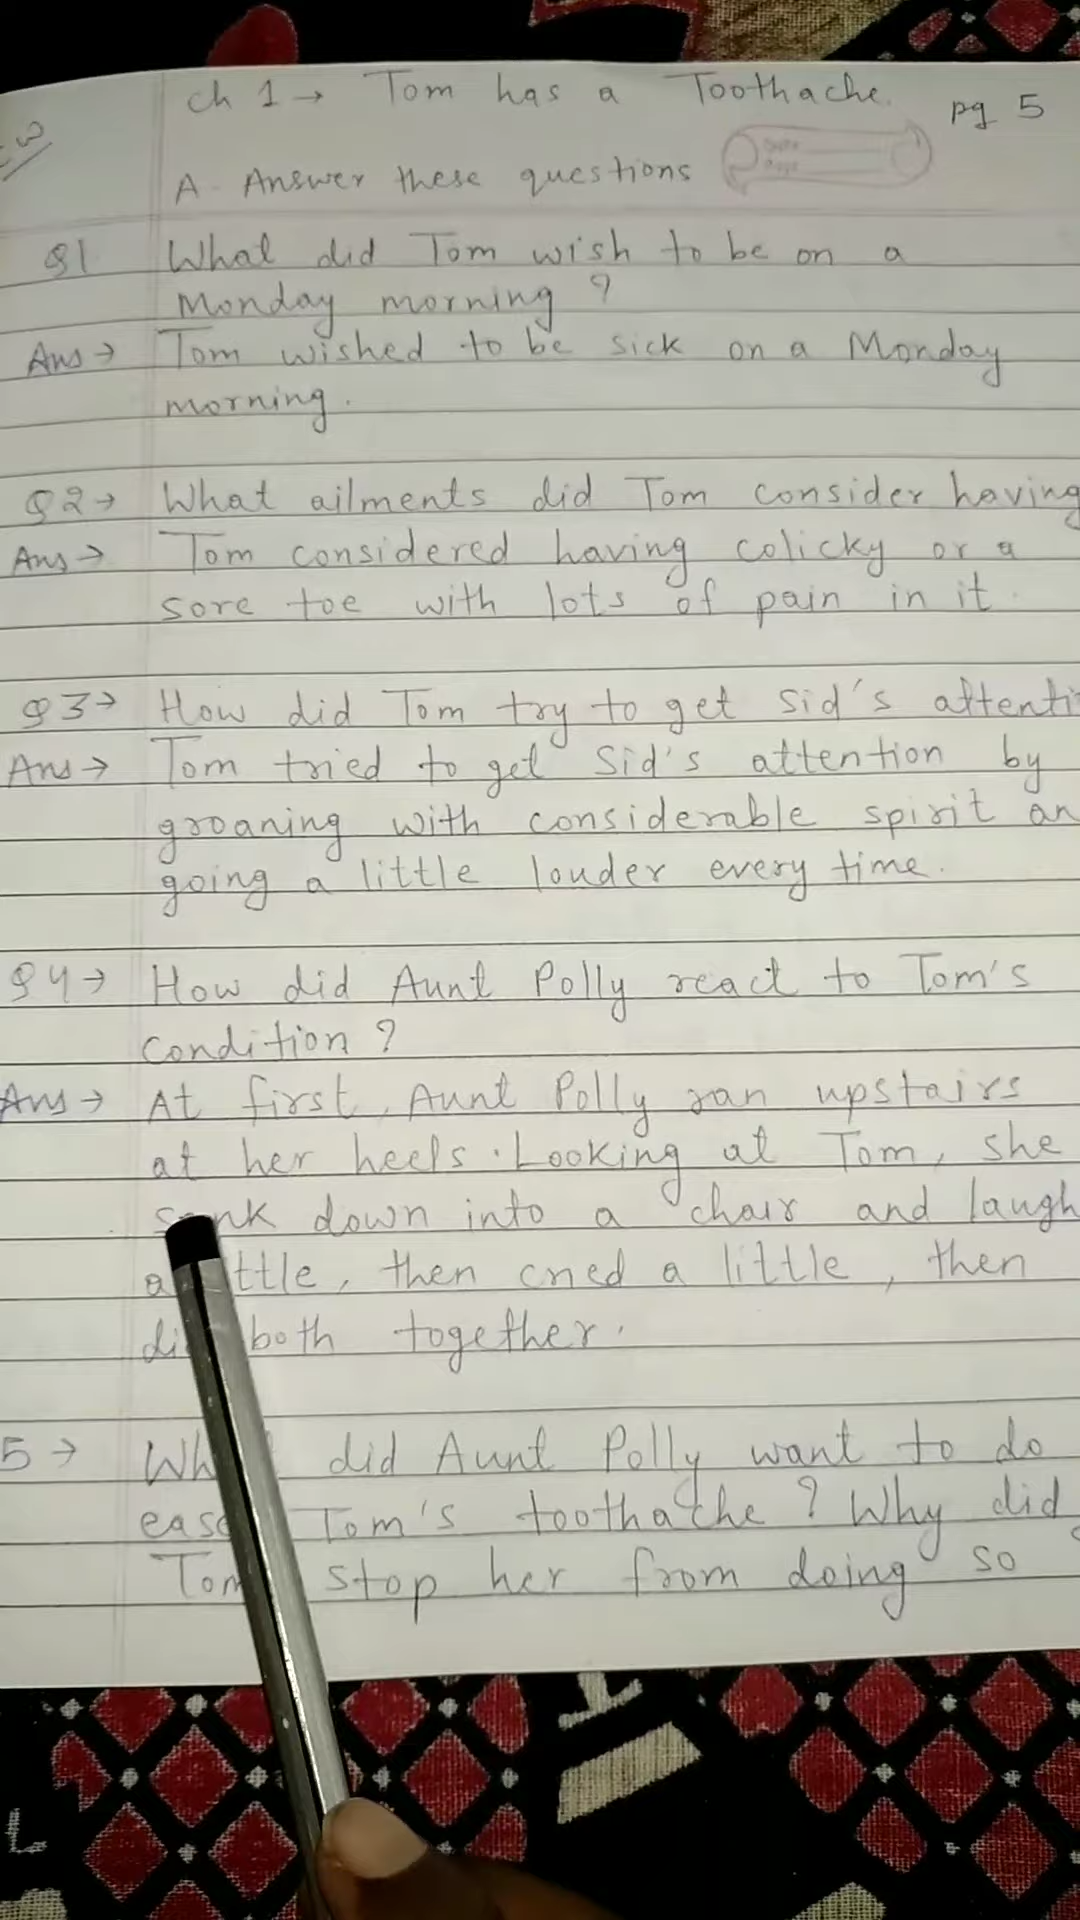 Ch 1 → Tom has a Toothache.
pg 5
A. Answer these questions
Q1 What did Tom wish to be on a
Monday morning ?
Ans → Tom wished to be sick on a Monday
morning.
Q2 → What ailments did Tom consider having
Ans → Tom considered having colicky or a
sore toe with lots of pain in it.
Q3 → How did Tom try to get Sid's attenti
Ans → Tom tried to get Sid's attention by
groaning with considerable spirit an
going a little louder every time.
Q4 → How did Aunt Polly react to Tom's
condition ?
Ans → At first, Aunt Polly ran upstairs
at her heels. Looking at Tom, she
sank down into a chair and laugh
a ttle, then cried a little, then
di both together.
5 → Wh did Aunt Polly want to do
ease Tom's toothache ? Why did
Tom stop her from doing so